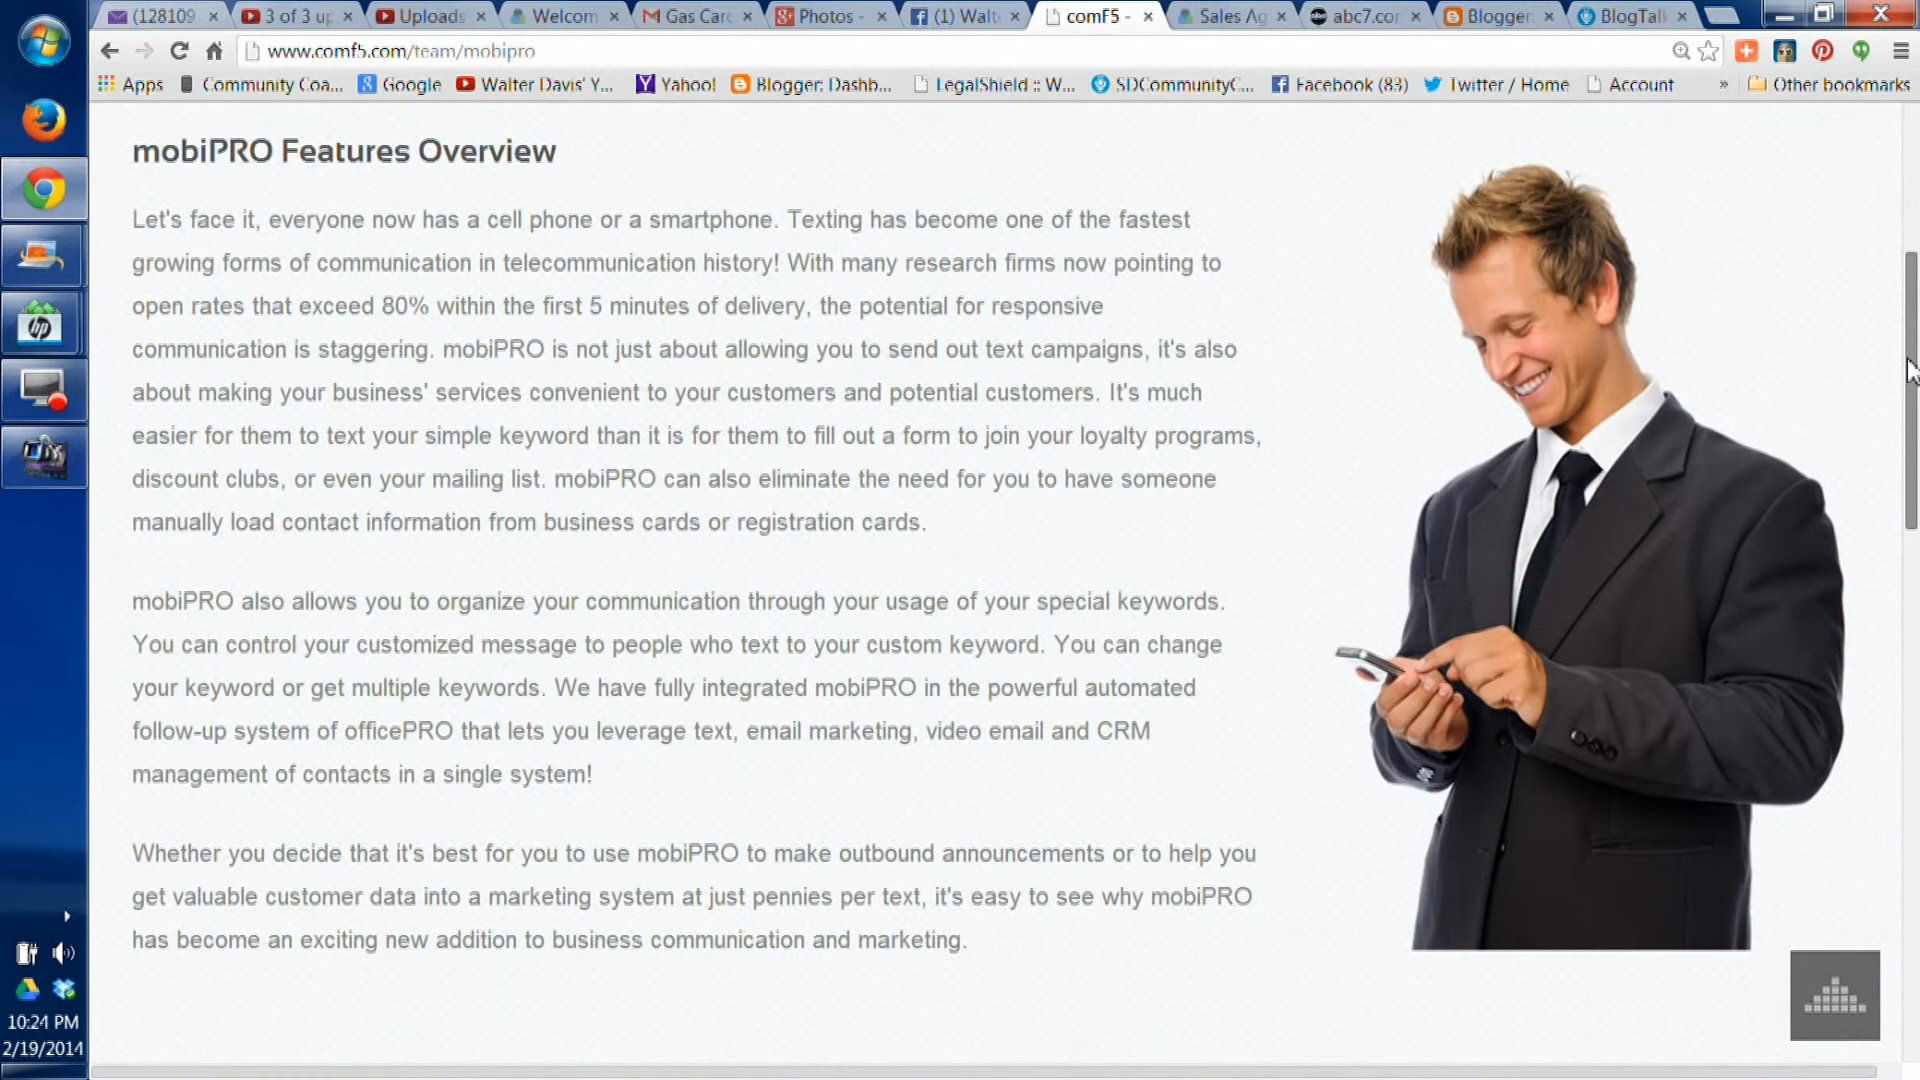 (128109
3 of 3 up
Uploads
Welcom
Gas Card
Photos -
(1) Walt
comF5 -
Sales Ag
abc7.co
Blogger
BlogTalk
www.comf5.com/team/mobipro
Apps
Community Coa...
Google
Walter Davis' Y...
Yahoo!
Blogger: Dashb...
LegalShield :: W...
SDCommunityC...
Facebook (83)
Twitter / Home
Account
»
Other bookmarks
mobiPRO Features Overview
Let's face it, everyone now has a cell phone or a smartphone. Texting has become one of the fastest
growing forms of communication in telecommunication history! With many research firms now pointing to
open rates that exceed 80% within the first 5 minutes of delivery, the potential for responsive
communication is staggering. mobiPRO is not just about allowing you to send out text campaigns, it's also
about making your business' services convenient to your customers and potential customers. It's much
easier for them to text your simple keyword than it is for them to fill out a form to join your loyalty programs,
discount clubs, or even your mailing list. mobiPRO can also eliminate the need for you to have someone
manually load contact information from business cards or registration cards.
mobiPRO also allows you to organize your communication through your usage of your special keywords.
You can control your customized message to people who text to your custom keyword. You can change
your keyword or get multiple keywords. We have fully integrated mobiPRO in the powerful automated
follow-up system of officePRO that lets you leverage text, email marketing, video email and CRM
management of contacts in a single system!
Whether you decide that it's best for you to use mobiPRO to make outbound announcements or to help you
get valuable customer data into a marketing system at just pennies per text, it's easy to see why mobiPRO
has become an exciting new addition to business communication and marketing.
hp
10:24 PM
2/19/2014